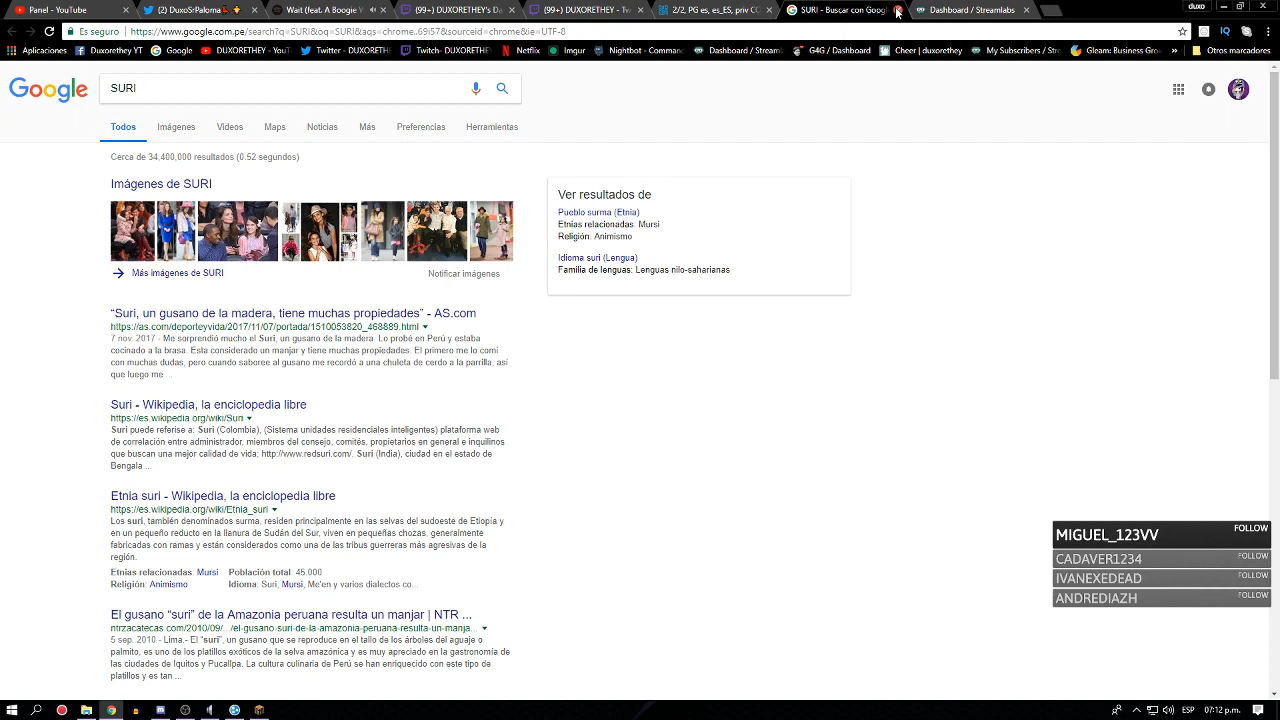 Panel - YouTube
(2) DuxoSrPaloma
Wait (feat. A Boogie
(99+) DUXORETHEY's De
(99+) DUXORETHEY - Tw
2/2, PG es, es_ES, priv CC
SURI - Buscar con Googl
Dashboard / Streamlabs
duxo
Es seguro
https://www.google.com.pe/search?q=SURI&oq=SURI&aqs=chrome..69i57&sourceid=chrome&ie=UTF-8
Aplicaciones
Duxorethey YT
Google
DUXORETHEY - YouT
Twitter - DUXORETHE
Twitch- DUXORETHEY
Netflix
Imgur
Nightbot - Comman
Dashboard / Stream
G4G / Dashboard
Cheer | duxorethey
My Subscribers / Stre
Gleam: Business Grow
Otros marcadores
Google
SURI
Todos
Imágenes
Videos
Maps
Noticias
Más
Preferencias
Herramientas
Cerca de 34,400,000 resultados (0.52 segundos)
Imágenes de SURI
Más imágenes de SURI
Notificar imágenes
Ver resultados de
Pueblo surma (Etnia)
Etnias relacionadas: Mursi
Religión: Animismo
Idioma suri (Lengua)
Familia de lenguas: Lenguas nilo-saharianas
“Suri, un gusano de la madera, tiene muchas propiedades” - AS.com
https://as.com/deporteyvida/2017/11/07/portada/1510053820_468889.html
7 nov. 2017 - Me sorprendió mucho el Suri, un gusano de la madera. Lo probé en Perú y estaba
cocinado a la brasa. Esta considerado un manjar y tiene muchas propiedades. El primero me lo comí
con muchas dudas, pero cuando saboree al gusano me recordó a una chuleta de cerdo a la parrilla, así
que luego me ...
Suri - Wikipedia, la enciclopedia libre
https://es.wikipedia.org/wiki/Suri
Suri puede referise a: Suri (Colombia), (Sistema unidades residenciales inteligentes) plataforma web
de correlación entre administrador, miembros del consejo, comités, propietarios en general e inquilinos
que buscan una mejor calidad de vida; http://www.redsuri.com/. Suri (India), ciudad en el estado de
Bengala ...
Etnia suri - Wikipedia, la enciclopedia libre
https://es.wikipedia.org/wiki/Etnia_suri
Los suri, también denominados surma. residen principalmente en las selvas del sudoeste de Etiopía y
en un pequeño reducto en la llanura de Sudán del Sur, viven en pequeñas chozas, generalmente
fabricadas con ramas y están considerados como una de las tribus guerreras más agresivas de la
región.
Etnias relacionadas: Mursi
Población total: 45.000
Religión: Animismo
Idioma: Suri, Mursi, Me'en y varios dialectos co...
El gusano “suri” de la Amazonia peruana resulta un manjar | NTR ...
ntrzacatecas.com/2010/09/.../el-gusano-suri-de-la-amazonia-peruana-resulta-un-manja...
5 sep. 2010 - Lima.- El “suri”, un gusano que se reproduce en el tallo de los árboles del aguaje o
palmito, es uno de los platillos exóticos de la selva amazónica y es muy apreciado en la gastronomía de
las ciudades de Iquitos y Pucallpa. La cultura culinaria de Perú se han enriquecido con este tipo de
platillos y es tan ...
MIGUEL_123VV FOLLOW
CADAVER1234 FOLLOW
IVANEXEDEAD FOLLOW
ANDREDIAZH FOLLOW
ESP
07:12 p.m.